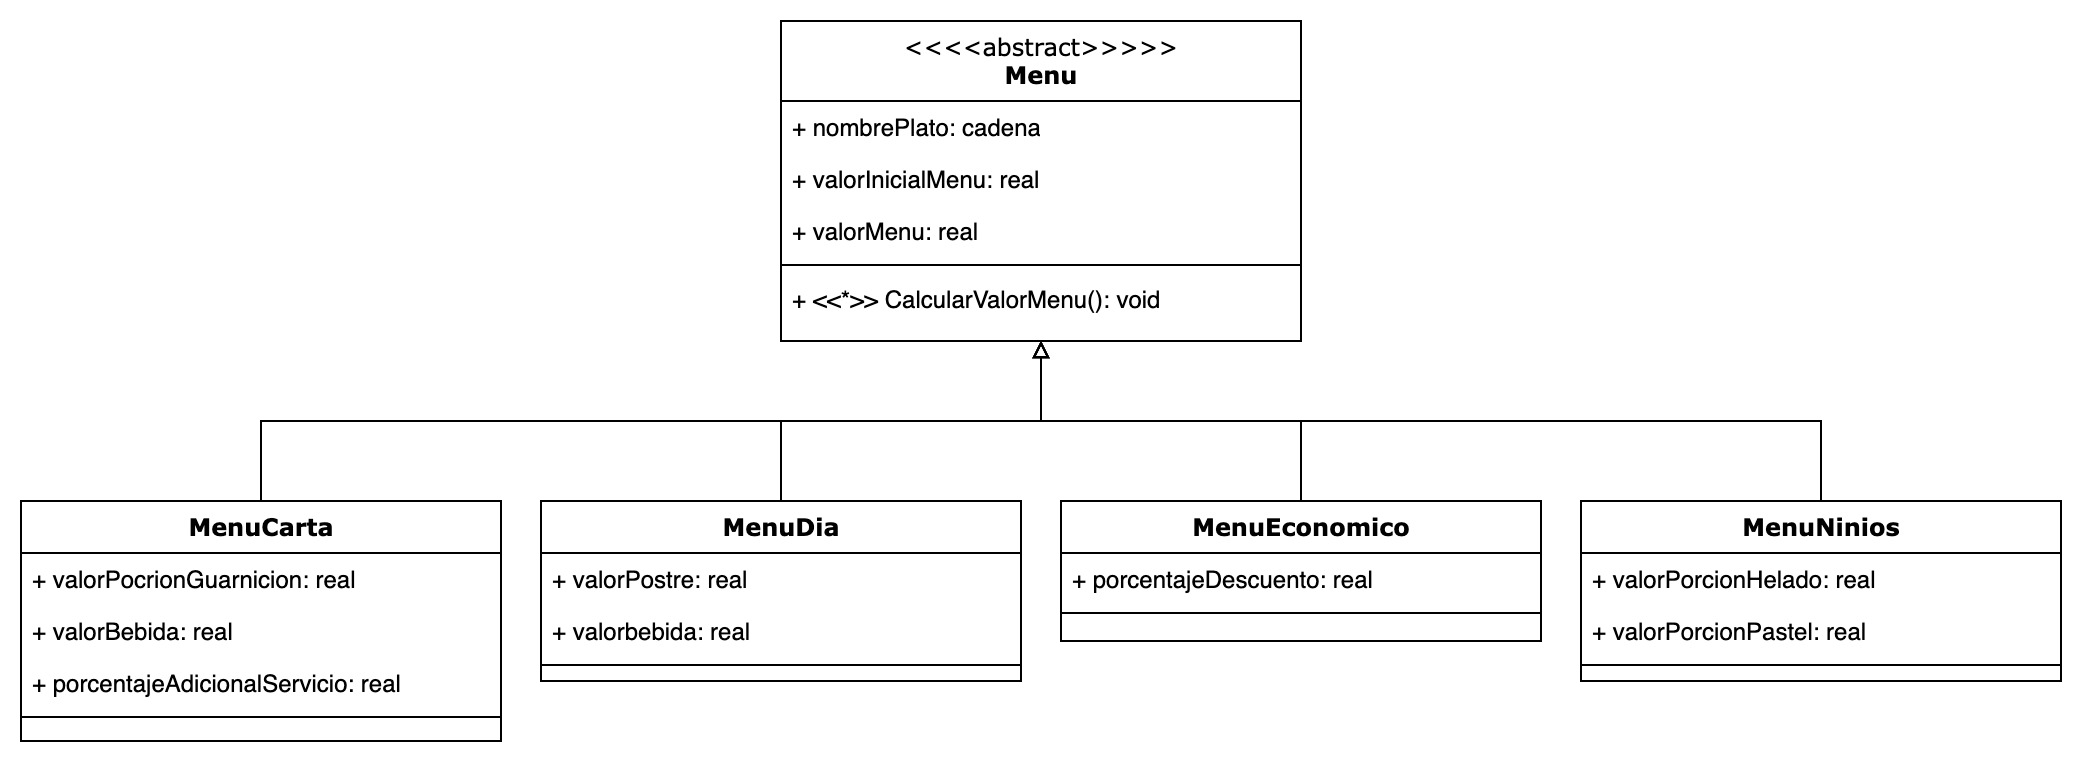 <<<<abstract>>>>>
Menu
+ nombrePlato: cadena
+ valorInicialMenu: real
+ valorMenu: real
+ <<*>> CalcularValorMenu(): void
MenuCarta
+ valorPocrionGuarnicion: real
+ valorBebida: real
+ porcentajeAdicionalServicio: real
MenuDia
+ valorPostre: real
+ valorbebida: real
MenuEconomico
+ porcentajeDescuento: real
MenuNinios
+ valorPorcionHelado: real
+ valorPorcionPastel: real